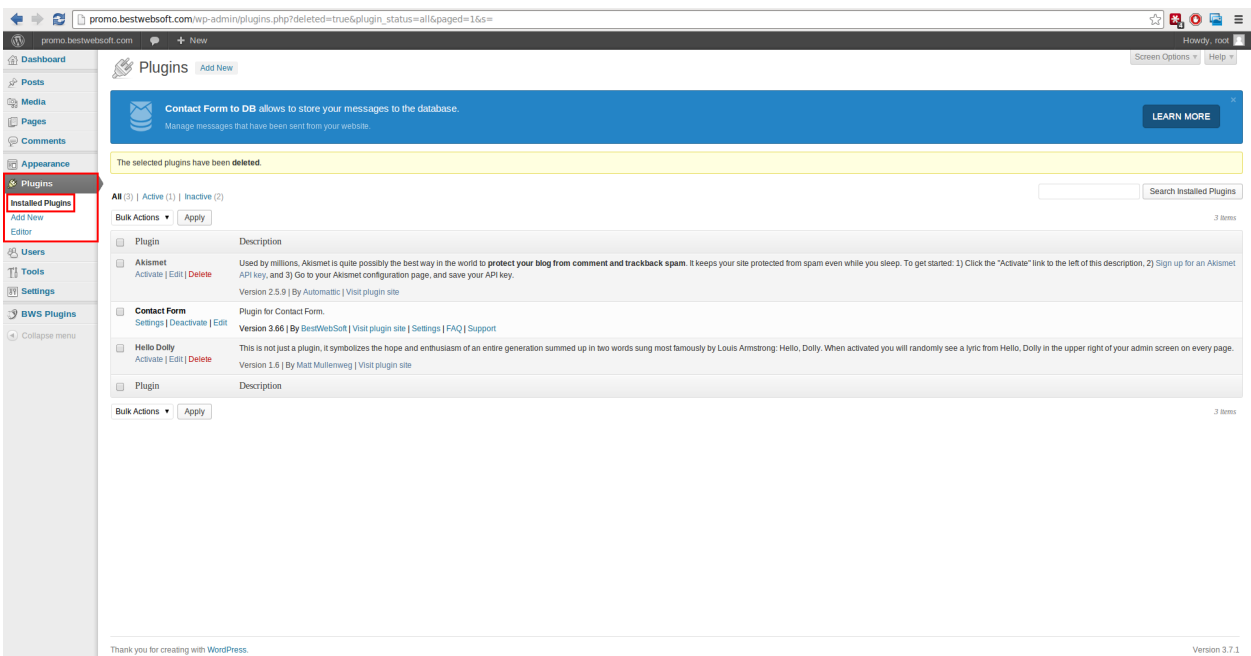 promo.bestwebsoft.com/wp-admin/plugins.php?deleted=true&plugin_status=all&paged=1&s=
promo.bestwebsoft.com + New Howdy, root
Screen Options Help
Dashboard
Posts
Media
Pages
Comments
Appearance
Plugins
Installed Plugins
Add New
Editor
Users
Tools
Settings
BWS Plugins
Collapse menu
Plugins Add New
Contact Form to DB allows to store your messages to the database.
Manage messages that have been sent from your website.
LEARN MORE
The selected plugins have been deleted.
All (3) | Active (1) | Inactive (2)
Search Installed Plugins
Bulk Actions Apply 3 items
Plugin Description
Akismet
Activate | Edit | Delete
Used by millions, Akismet is quite possibly the best way in the world to protect your blog from comment and trackback spam. It keeps your site protected from spam even while you sleep. To get started: 1) Click the "Activate" link to the left of this description, 2) Sign up for an Akismet
API key, and 3) Go to your Akismet configuration page, and save your API key.
Version 2.5.9 | By Automattic | Visit plugin site
Contact Form
Settings | Deactivate | Edit
Plugin for Contact Form.
Version 3.66 | By BestWebSoft | Visit plugin site | Settings | FAQ | Support
Hello Dolly
Activate | Edit | Delete
This is not just a plugin, it symbolizes the hope and enthusiasm of an entire generation summed up in two words sung most famously by Louis Armstrong: Hello, Dolly. When activated you will randomly see a lyric from Hello, Dolly in the upper right of your admin screen on every page.
Version 1.6 | By Matt Mullenweg | Visit plugin site
Plugin Description
Bulk Actions Apply 3 items
Thank you for creating with WordPress. Version 3.7.1